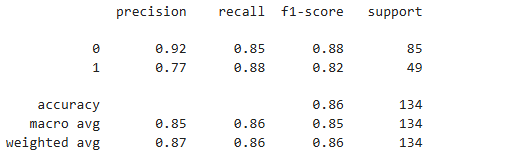 precision recall f1-score support
0 0.92 0.85 0.88 85
1 0.77 0.88 0.82 49
accuracy 0.86 134
macro avg 0.85 0.86 0.85 134
weighted avg 0.87 0.86 0.86 134